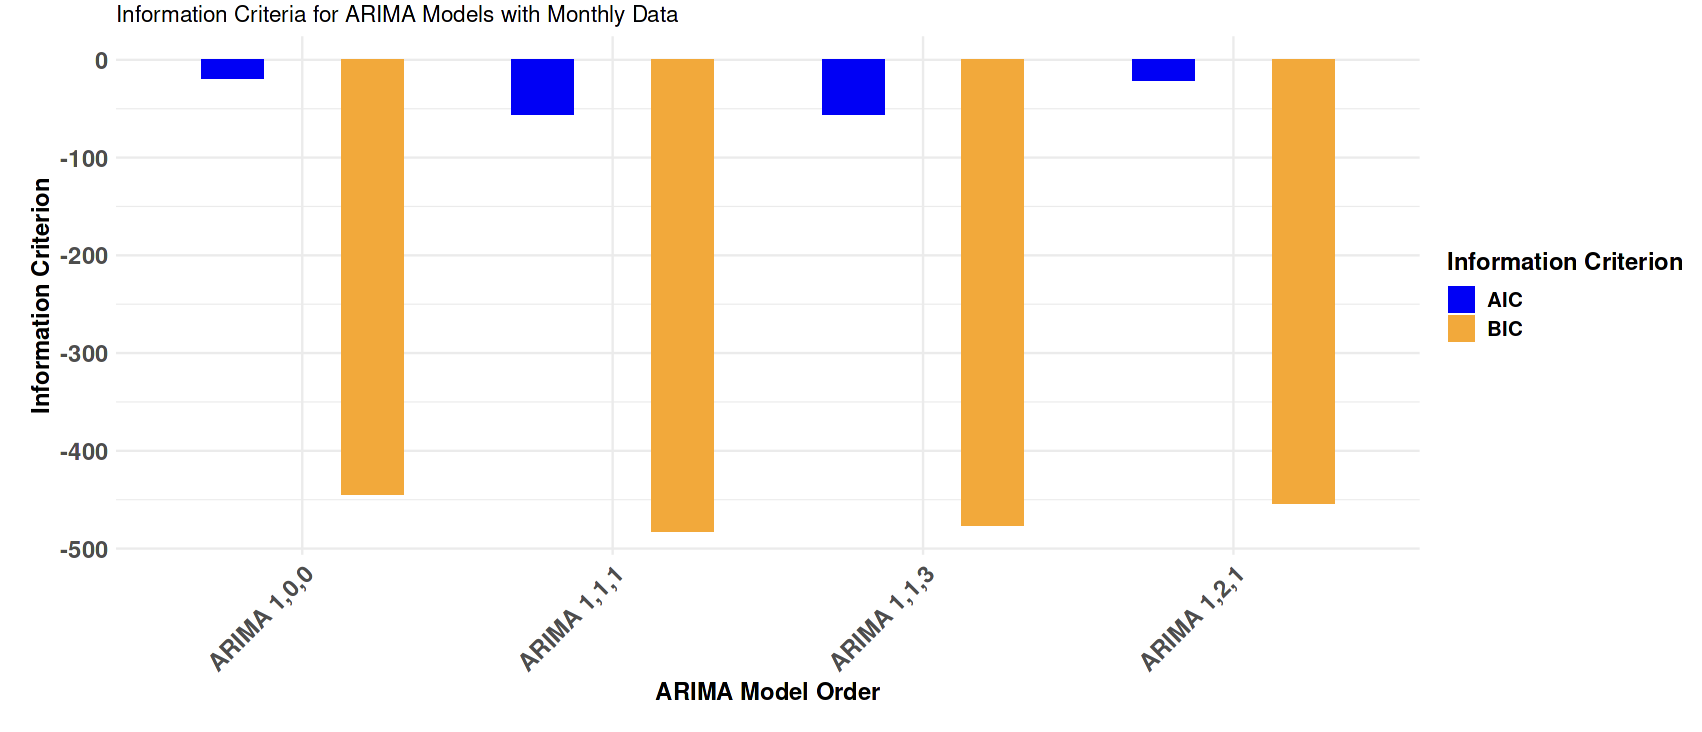 Information Criteria for ARIMA Models with Monthly Data
Information Criterion
0
-100
-200
-300
-400
-500
ARIMA 1,0,0
ARIMA 1,1,1
ARIMA 1,1,3
ARIMA 1,2,1
ARIMA Model Order
Information Criterion
AIC
BIC